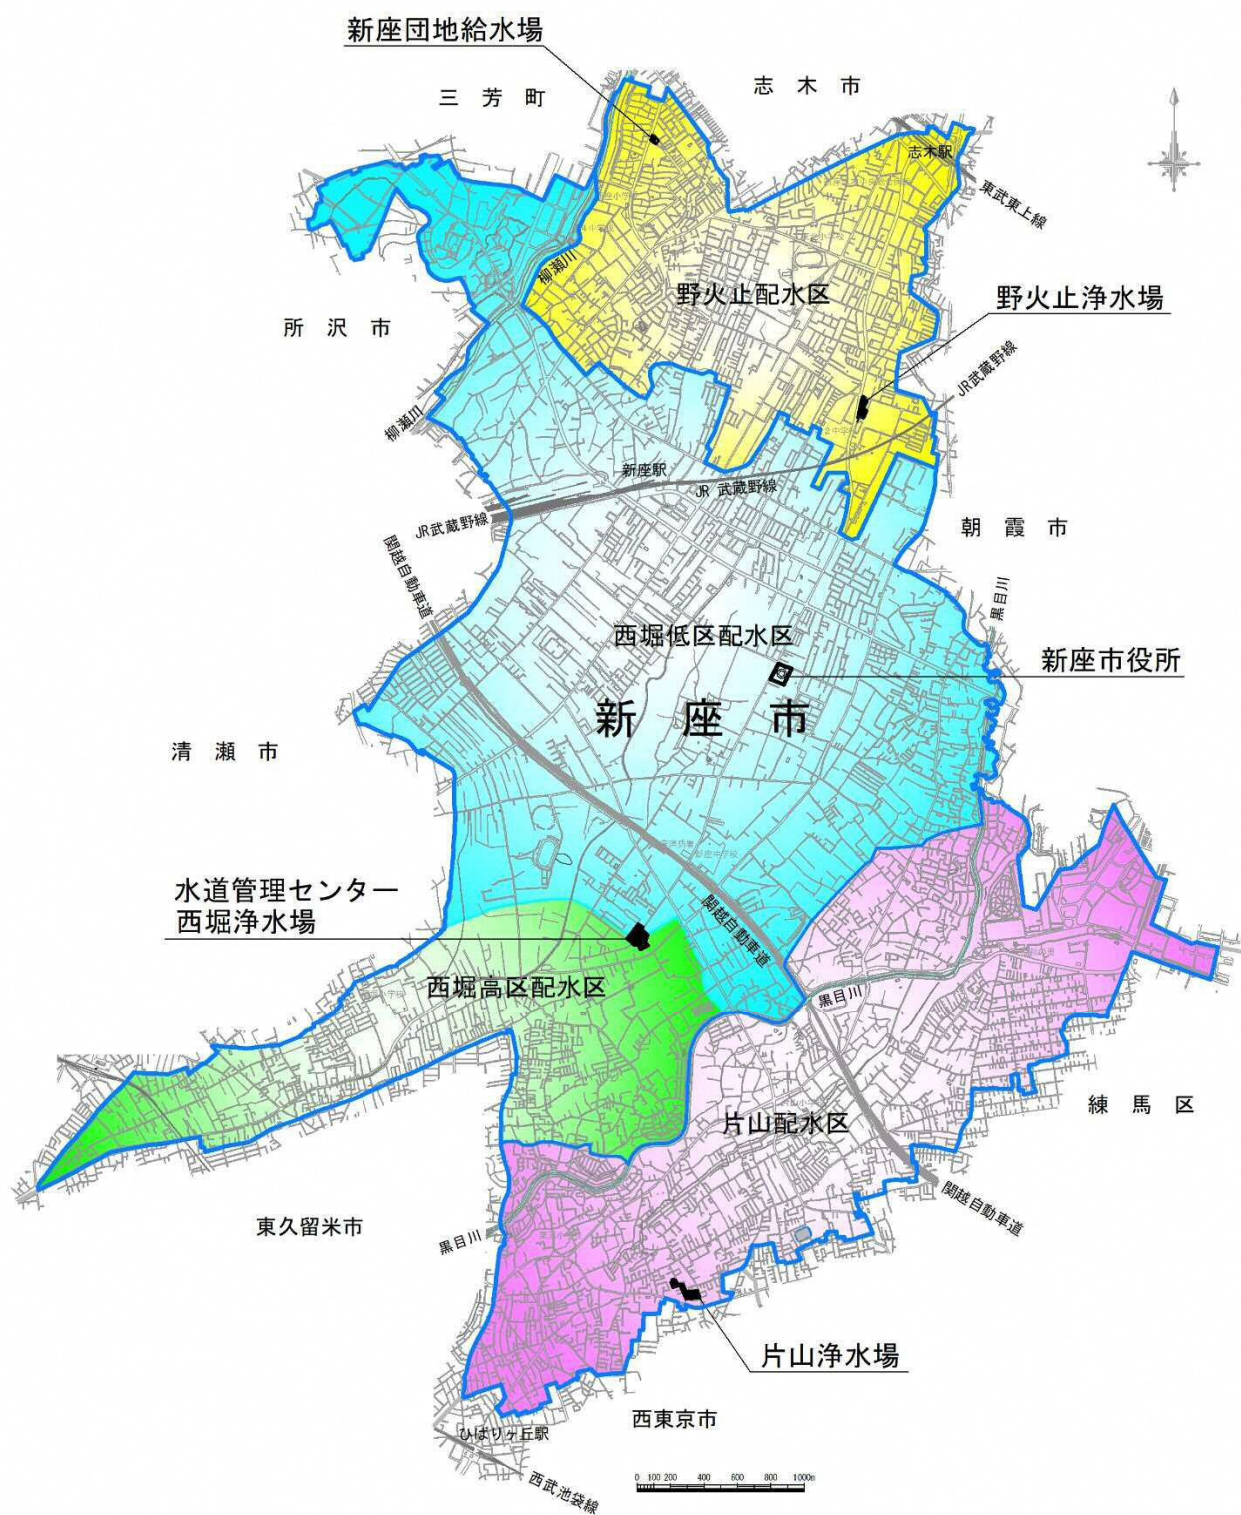 新座団地給水場
三芳町
志木市
志木駅
東武東上線
柳瀬川
野火止配水区
野火止浄水場
所沢市
JR武蔵野線
柳瀬川
新座駅
JR 武蔵野線
JR武蔵野線
朝霞市
関越自動車道
黒目川
西堀低区配水区
新座市役所
新座市
清瀬市
水道管理センター
西堀浄水場
関越自動車道
西堀高区配水区
黒目川
片山配水区
練馬区
関越自動車道
東久留米市
黒目川
片山浄水場
西東京市
ひばりヶ丘駅
西武池袋線
0 100 200 400 600 800 1000m